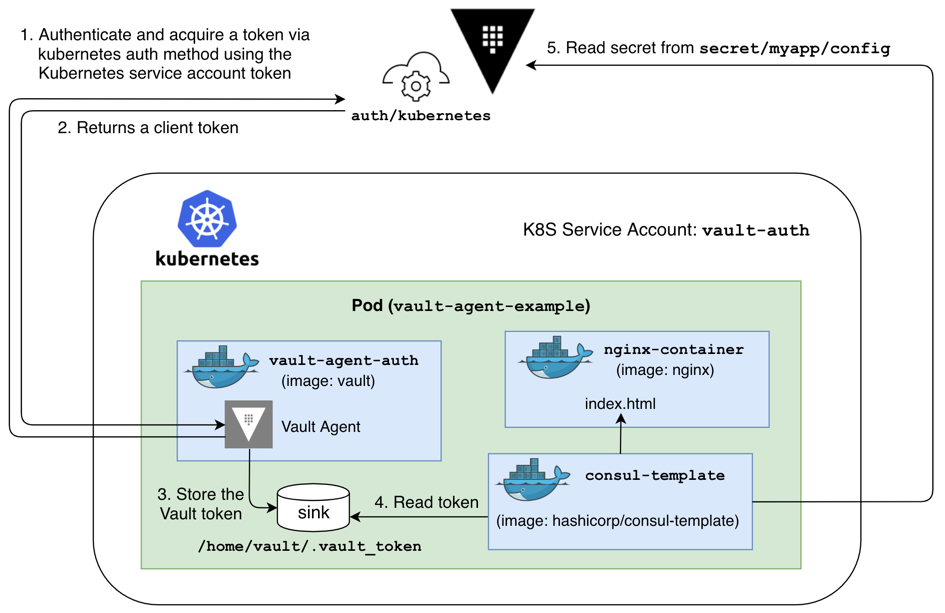 1. Authenticate and acquire a token via
kubernetes auth method using the
Kubernetes service account token
5. Read secret from secret/myapp/config
auth/kubernetes
2. Returns a client token
kubernetes
K8S Service Account: vault-auth
Pod (vault-agent-example)
vault-agent-auth
(image: vault)
Vault Agent
nginx-container
(image: nginx)
index.html
consul-template
(image: hashicorp/consul-template)
3. Store the
Vault token
sink
4. Read token
/home/vault/.vault_token